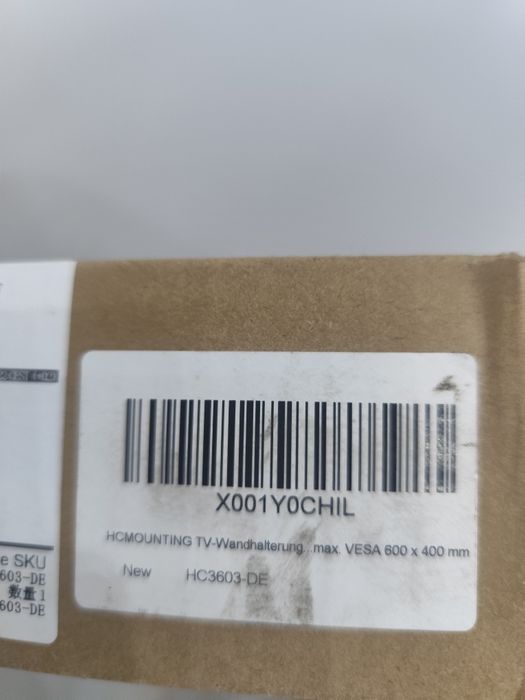 X001Y0CHIL
HCMOUNTING TV-Wandhalterung...max. VESA 600 x 400 mm
New HC3603-DE
e SKU
603-DE
数量 1
603-DE